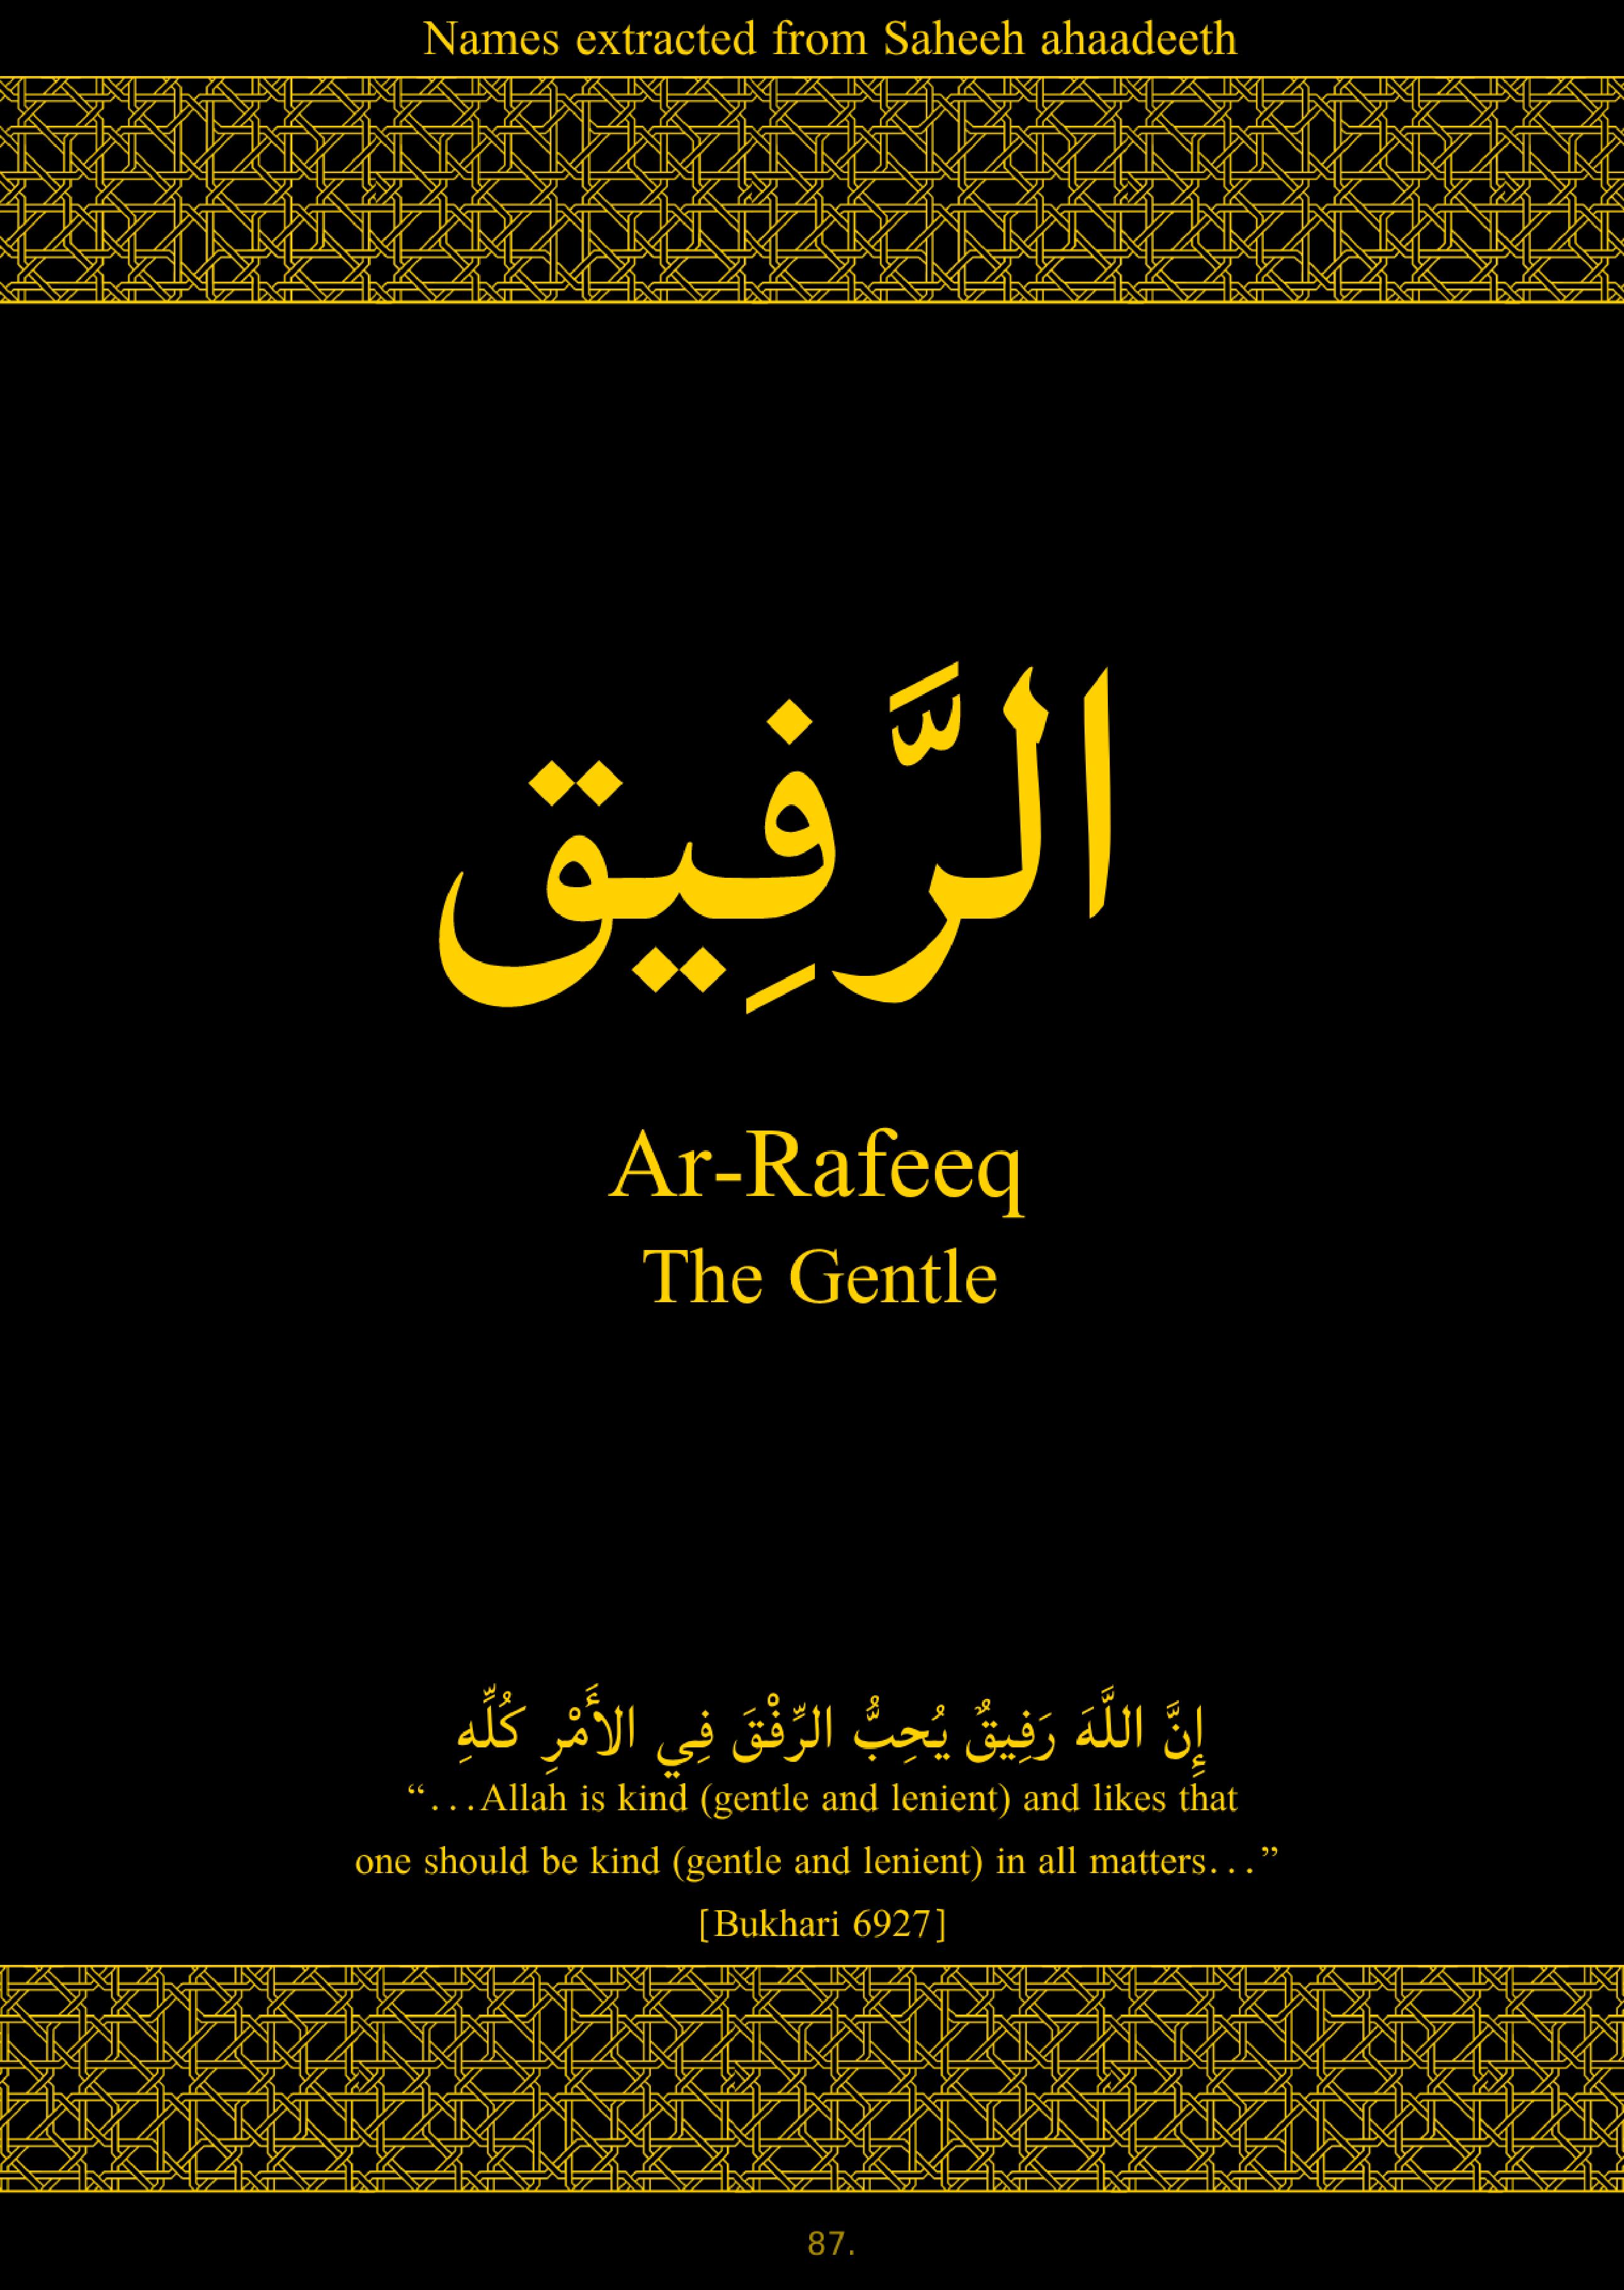 Names extracted from Saheeh ahaadeeth
الرَّفِيق
Ar-Rafeeq
The Gentle
إِنَّ اللَّهَ رَفِيقٌ يُحِبُّ الرِّفْقَ فِي الأَمْرِ كُلِّهِ
“...Allah is kind (gentle and lenient) and likes that
one should be kind (gentle and lenient) in all matters...”
[Bukhari 6927]
87.